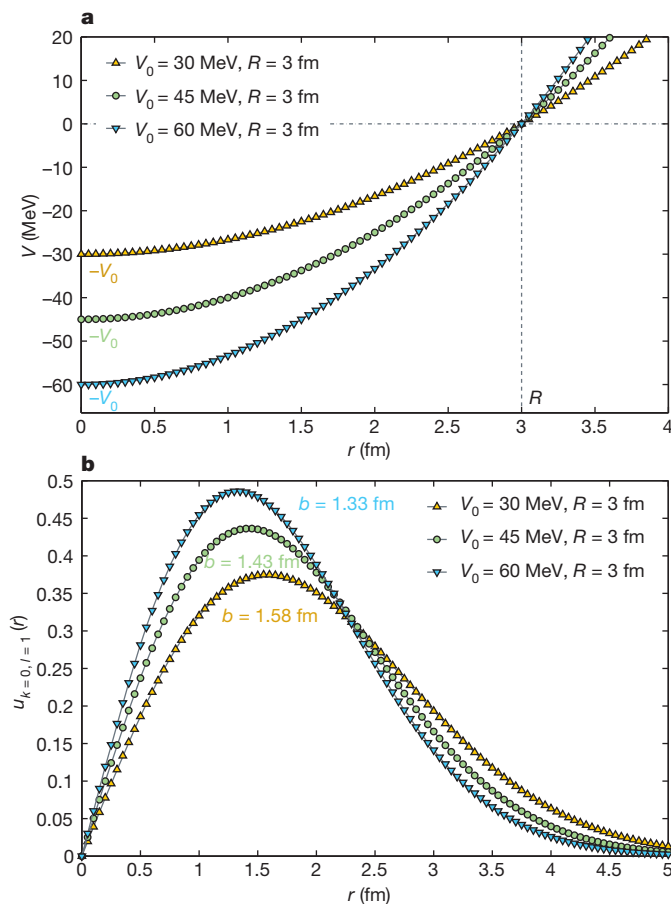 a
20
10
0
−10
−20
−30
−40
−50
−60
V (MeV)
V₀ = 30 MeV, R = 3 fm
V₀ = 45 MeV, R = 3 fm
V₀ = 60 MeV, R = 3 fm
−V₀
−V₀
−V₀
R
0 0.5 1 1.5 2 2.5 3 3.5 4
r (fm)
b
0.5
0.45
0.4
0.35
0.3
0.25
0.2
0.15
0.1
0.05
0
u k = 0, l = 1 (r)
b = 1.33 fm
b = 1.43 fm
b = 1.58 fm
V₀ = 30 MeV, R = 3 fm
V₀ = 45 MeV, R = 3 fm
V₀ = 60 MeV, R = 3 fm
0 0.5 1 1.5 2 2.5 3.0 3.5 4.0 4.5 5.0
r (fm)